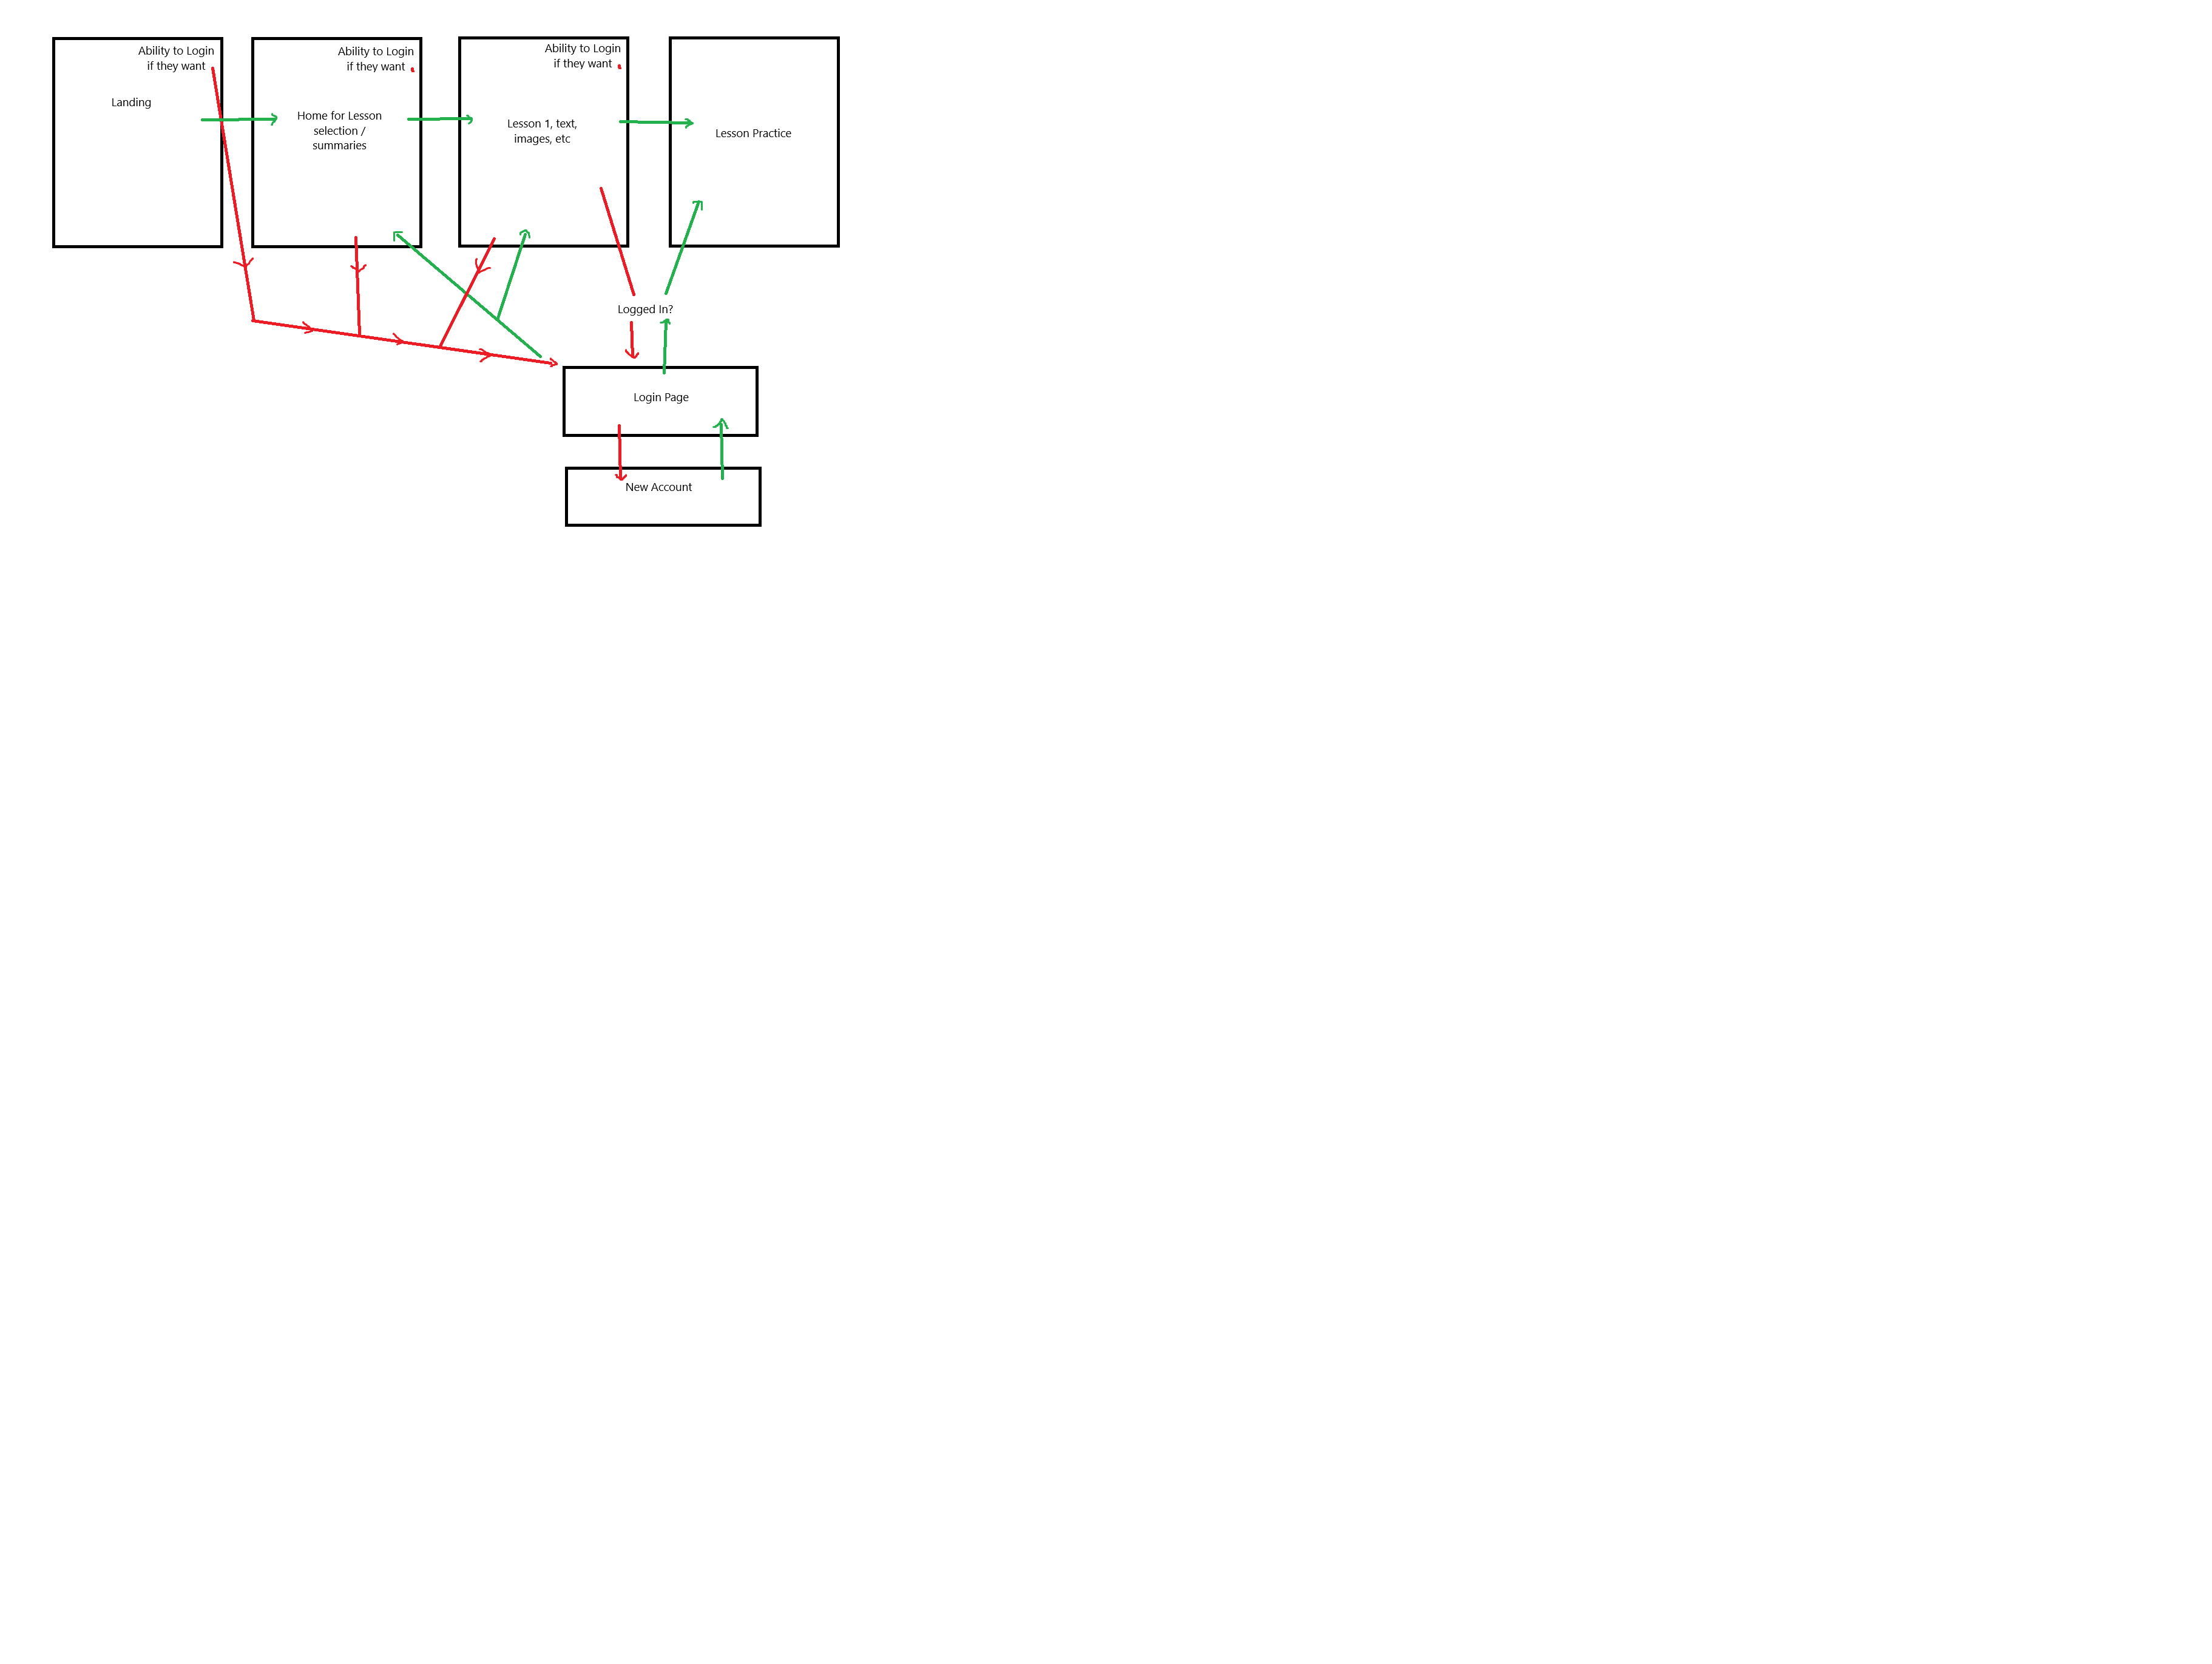 Ability to Login
if they want
Landing
Ability to Login
if they want
Home for Lesson
selection /
summaries
Ability to Login
if they want
Lesson 1, text,
images, etc
Lesson Practice
Logged In?
Login Page
New Account